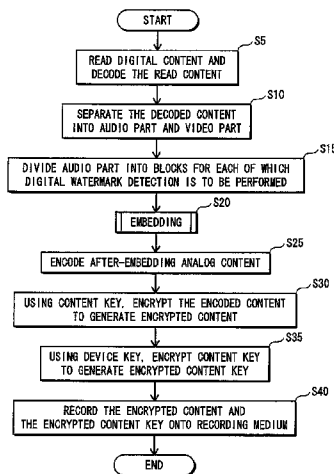 START
S5
READ DIGITAL CONTENT AND
DECODE THE READ CONTENT
S10
SEPARATE THE DECODED CONTENT
INTO AUDIO PART AND VIDEO PART
S15
DIVIDE AUDIO PART INTO BLOCKS FOR EACH OF WHICH
DIGITAL WATERMARK DETECTION IS TO BE PERFORMED
S20
EMBEDDING
S25
ENCODE AFTER-EMBEDDING ANALOG CONTENT
S30
USING CONTENT KEY, ENCRYPT THE ENCODED CONTENT
TO GENERATE ENCRYPTED CONTENT
S35
USING DEVICE KEY, ENCRYPT CONTENT KEY
TO GENERATE ENCRYPTED CONTENT KEY
S40
RECORD THE ENCRYPTED CONTENT AND
THE ENCRYPTED CONTENT KEY ONTO RECORDING MEDIUM
END